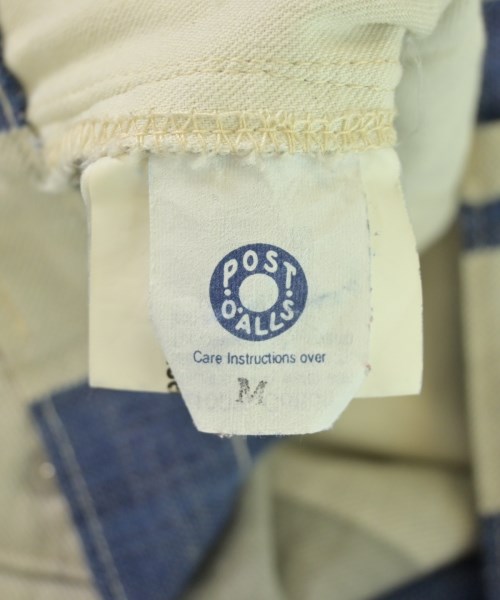 POST
O'ALLS
Care Instructions over
M